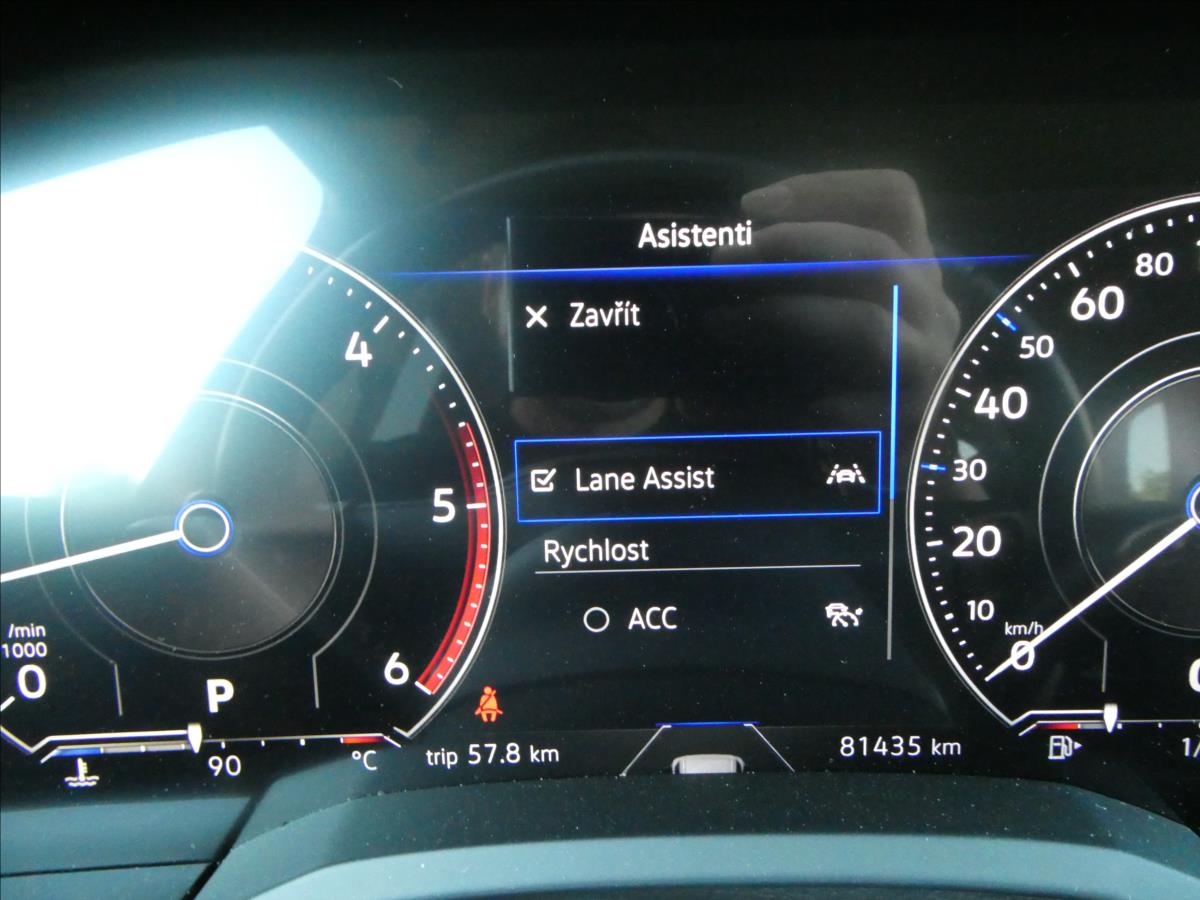 Asistenti
Zavřít
Lane Assist
Rychlost
ACC
4
5
6
/min
1000
0
P
90
°C
trip 57.8 km
81435 km
80
60
50
40
30
20
10
km/h
0